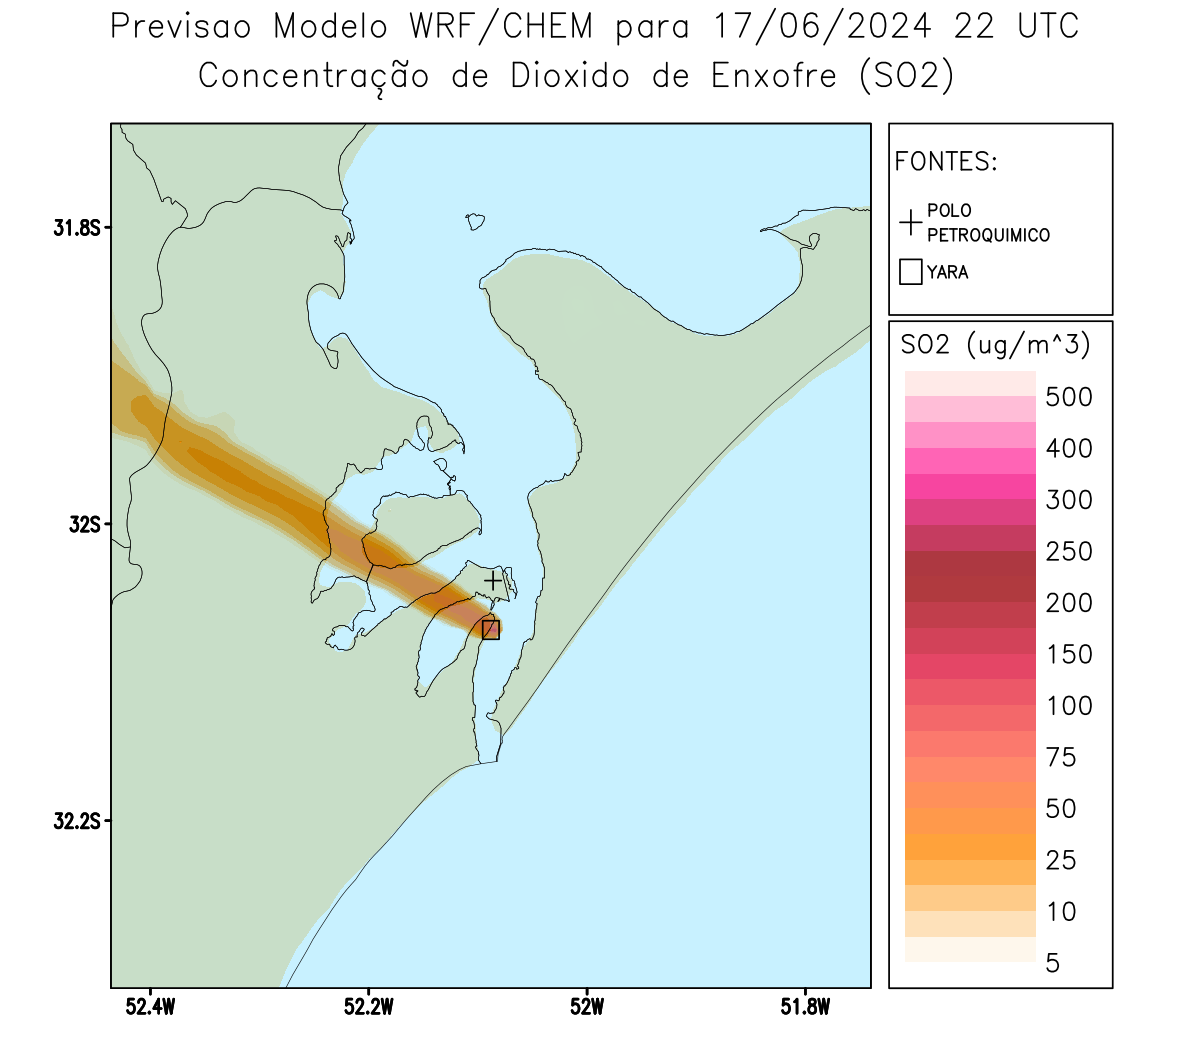 Previsao Modelo WRF/CHEM para 17/06/2024 22 UTC
Concentração de Dioxido de Enxofre (SO2)
FONTES:
POLO
PETROQUIMICO
YARA
SO2 (ug/m^3)
500
400
300
250
200
150
100
75
50
25
10
5
31.8S
32S
32.2S
52.4W
52.2W
52W
51.8W